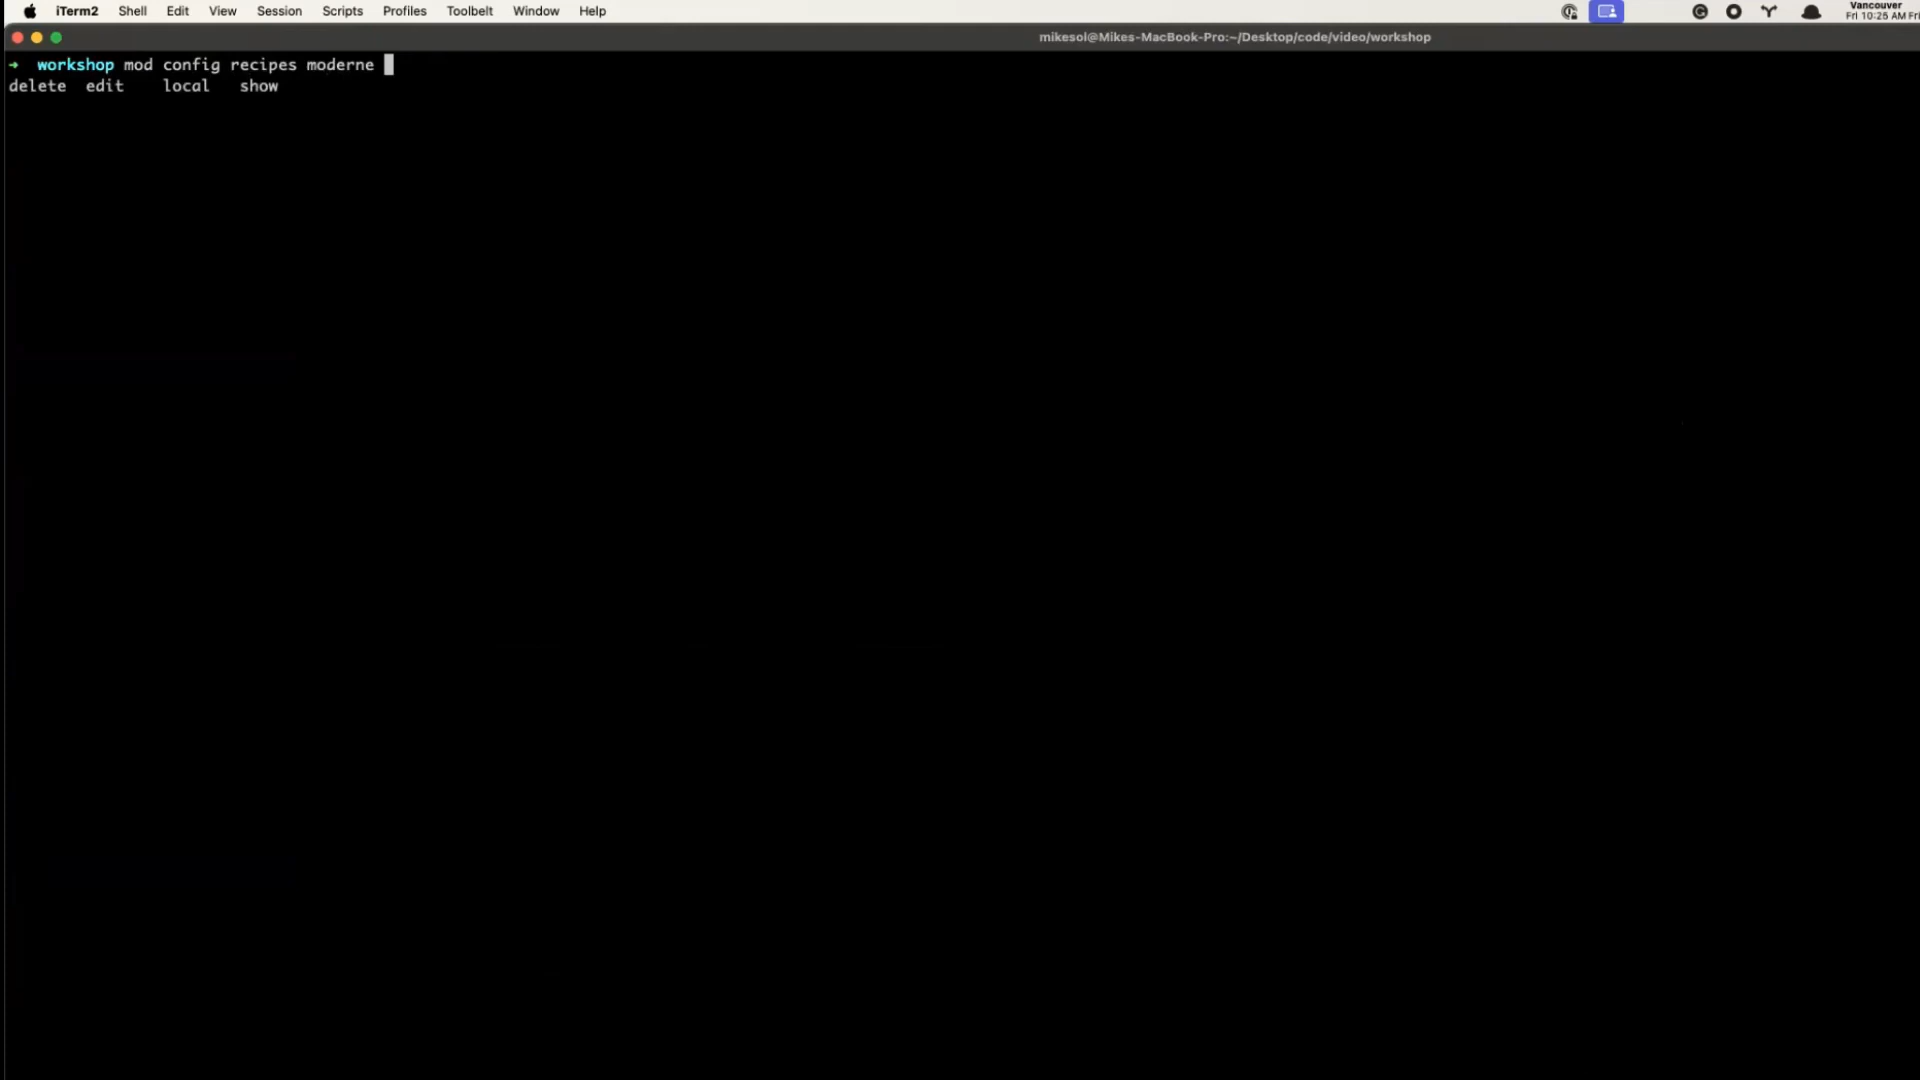 iTerm2 Shell Edit View Session Scripts Profiles Toolbelt Window Help
Vancouver
Fri 10:25 AM Fri
mikesol@Mikes-MacBook-Pro:~/Desktop/code/video/workshop
→ workshop mod config recipes moderne
delete edit local show